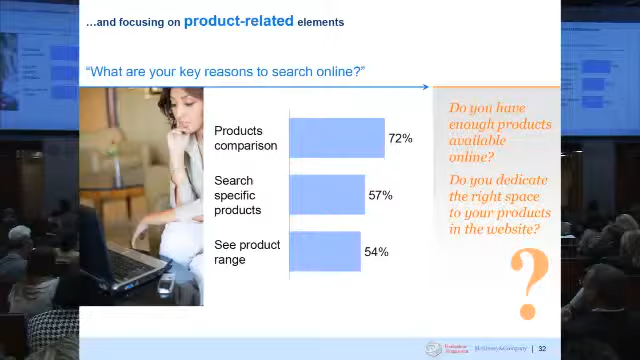 ...and focusing on product-related elements
“What are your key reasons to search online?”
Products
comparison
72%
Search
specific
products
57%
See product
range
54%
Do you have
enough products
available
online?
Do you dedicate
the right space
to your products
in the website?
?
McKinsey&Company | 32